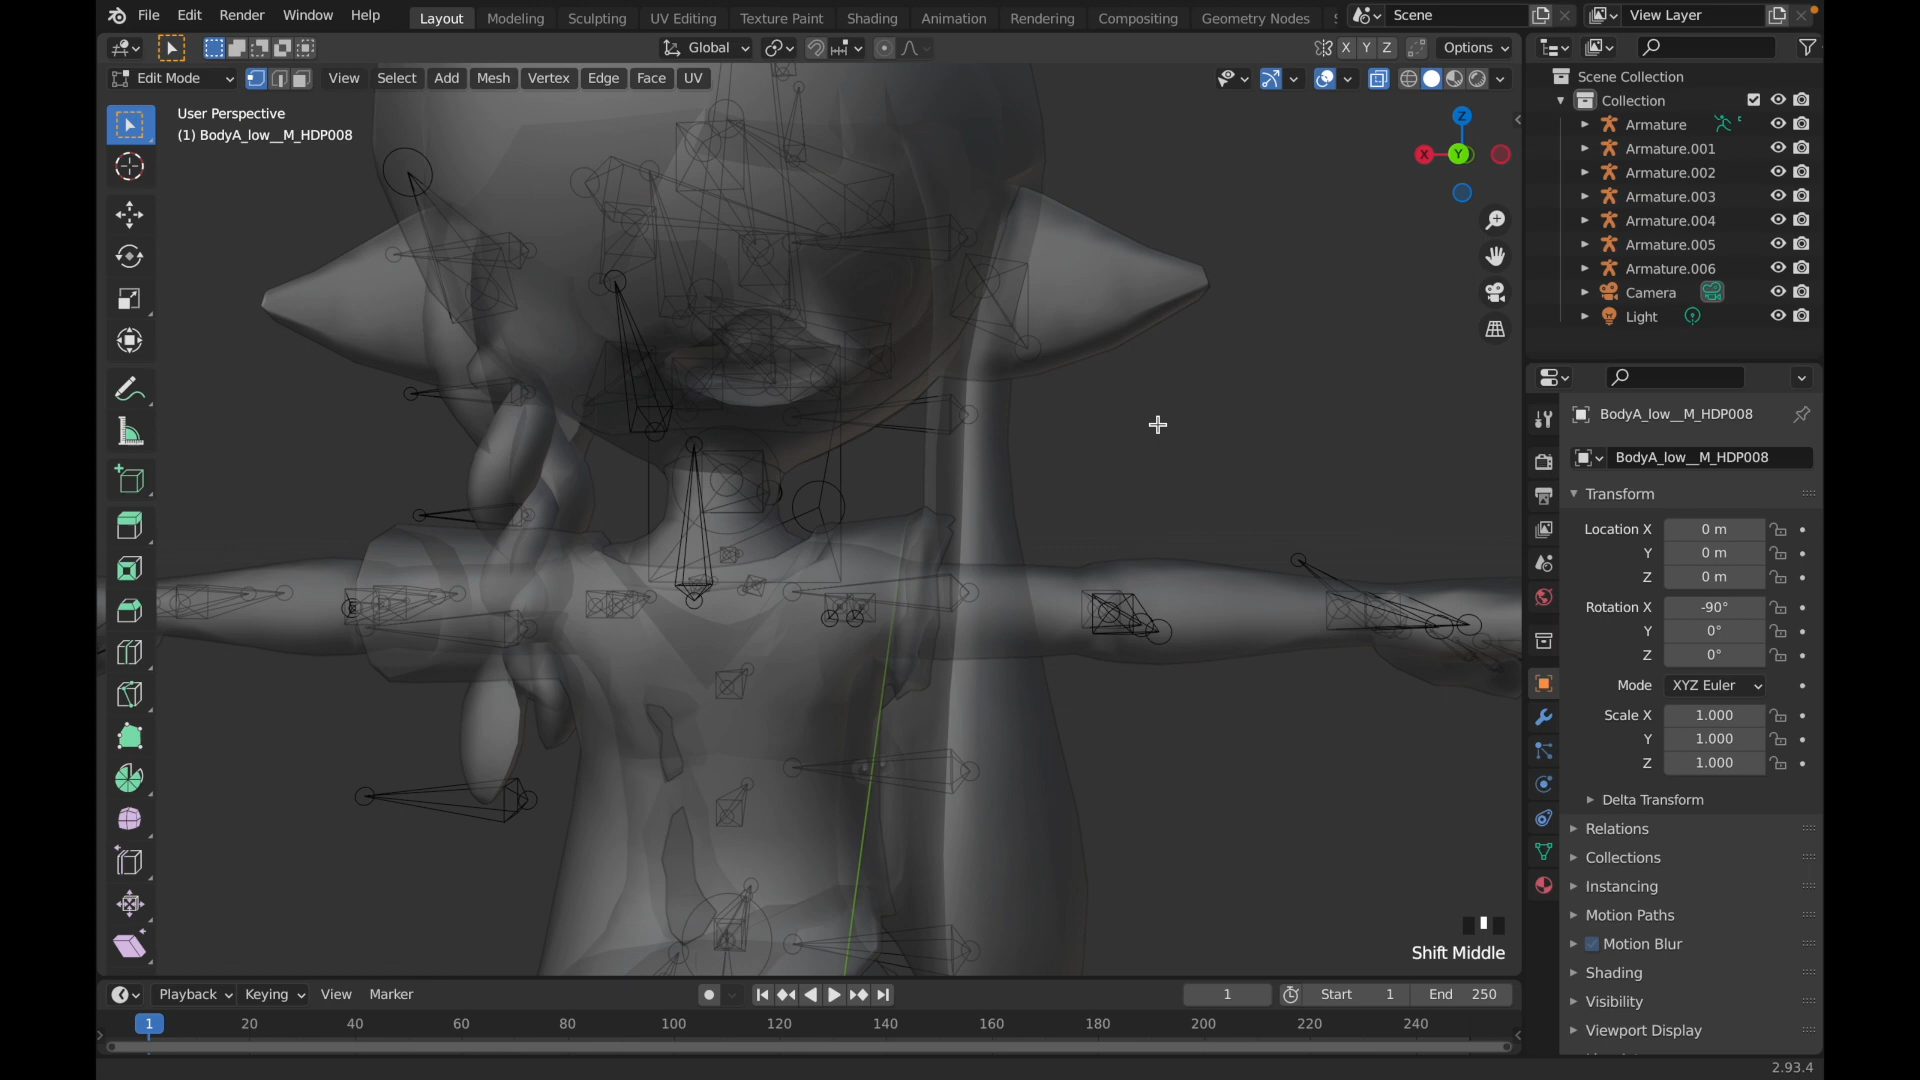 File Edit Render Window Help Layout Modeling Sculpting UV Editing Texture Paint Shading Animation Rendering Compositing Geometry Nodes Scene View Layer
Global X Y Z Options
Edit Mode View Select Add Mesh Vertex Edge Face UV
User Perspective
(1) BodyA_low__M_HDP008
Z
X
Y
Scene Collection
Collection
Armature
Armature.001
Armature.002
Armature.003
Armature.004
Armature.005
Armature.006
Camera
Light
BodyA_low__M_HDP008
BodyA_low__M_HDP008
Transform
Location X 0 m
Y 0 m
Z 0 m
Rotation X -90°
Y 0°
Z 0°
Mode XYZ Euler
Scale X 1.000
Y 1.000
Z 1.000
Delta Transform
Relations
Collections
Instancing
Motion Paths
Motion Blur
Shading
Visibility
Viewport Display
Shift Middle
Playback Keying View Marker 1 Start 1 End 250
1 20 40 60 80 100 120 140 160 180 200 220 240
2.93.4